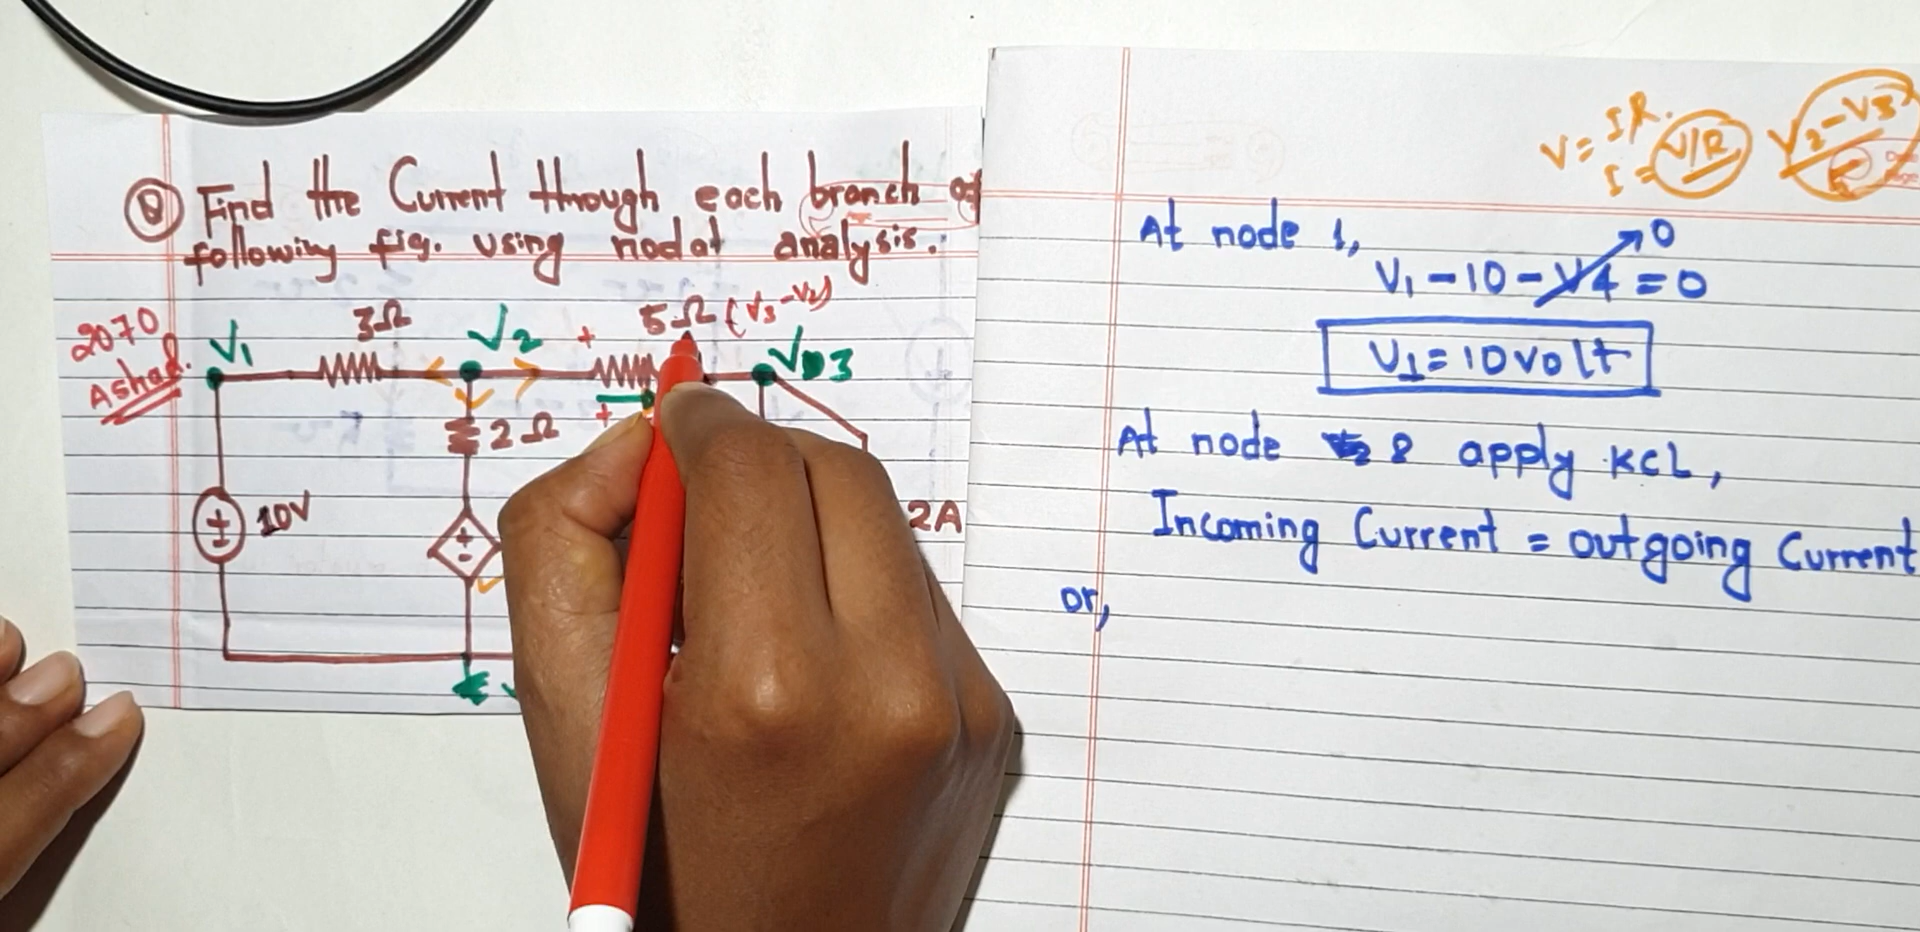 Q Find the Current through each branch of
following fig. using nodal analysis.
2070
Ashad.
3Ω
5Ω (V3-V2)
V1
V2
V3
+
+
2Ω
10V
2A
+
-
V = IR.
I = V/R
V2-V3
At node 1,
V1 - 10 - V4 = 0
0
V1 = 10 volt
At node 2 apply KCL,
Incoming Current = outgoing Current
or,